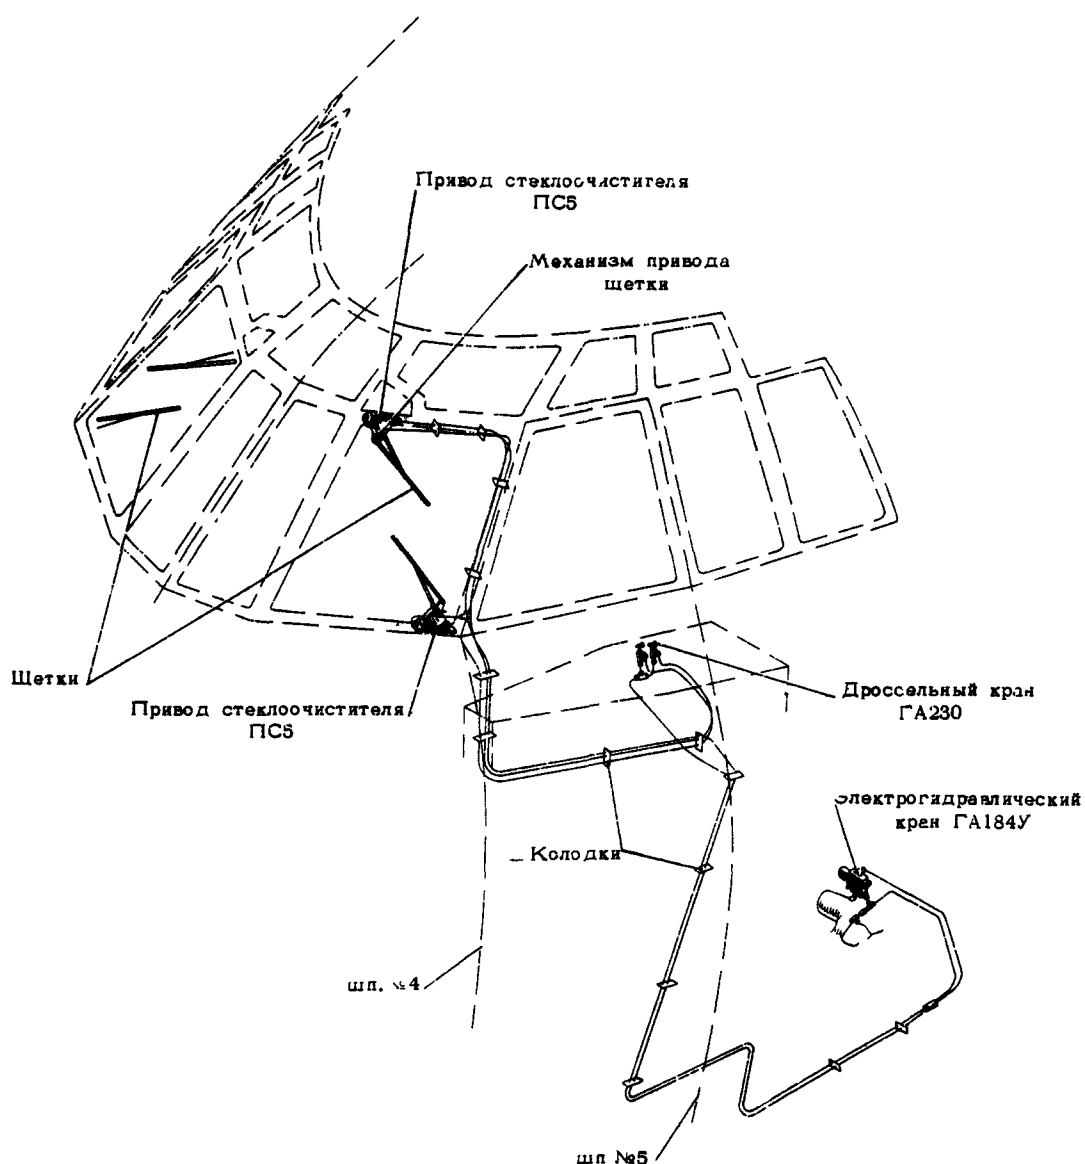 Привод стеклоочистителя
ПС5
Механизм привода
щетки
Щетки
Привод стеклоочистителя
ПС5
Дроссельный кран
ГА230
Электрогидравлический
кран ГА184У
Колодки
шп. №4
шп №5